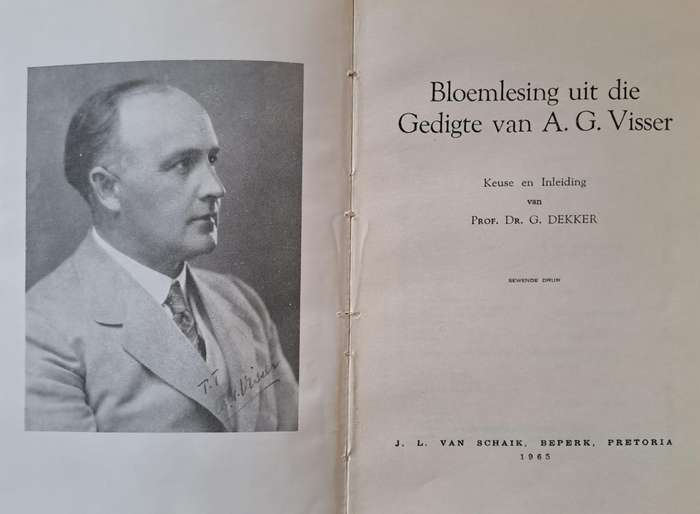 T.T
A.G. Visser
Bloemlesing uit die
Gedigte van A. G. Visser
Keuse en Inleiding
van
PROF. DR. G. DEKKER
SEWENDE DRUK
J. L. VAN SCHAIK, BEPERK, PRETORIA
1965